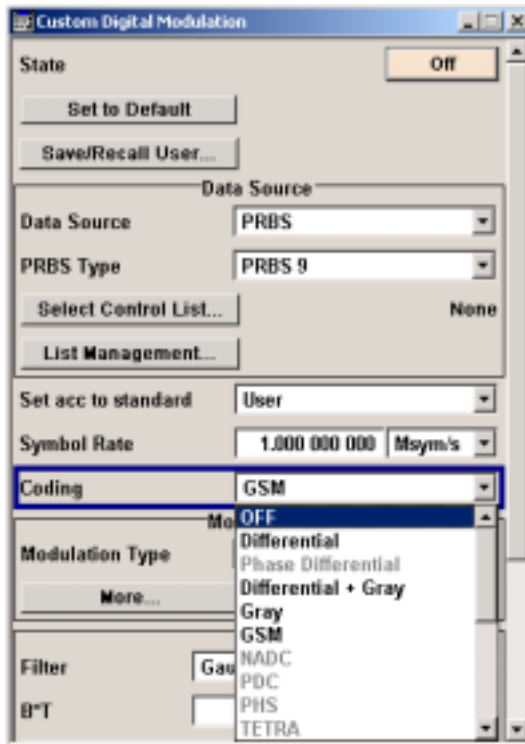 Custom Digital Modulation
State Off
Set to Default
Save/Recall User...
Data Source
Data Source PRBS
PRBS Type PRBS 9
Select Control List... None
List Management...
Set acc to standard User
Symbol Rate 1.000 000 000 Msym/s
Coding GSM
OFF
Modulation Type
Differential
Phase Differential
More...
Differential + Gray
Gray
GSM
Filter
NADC
PDC
B*T
PHS
TETRA